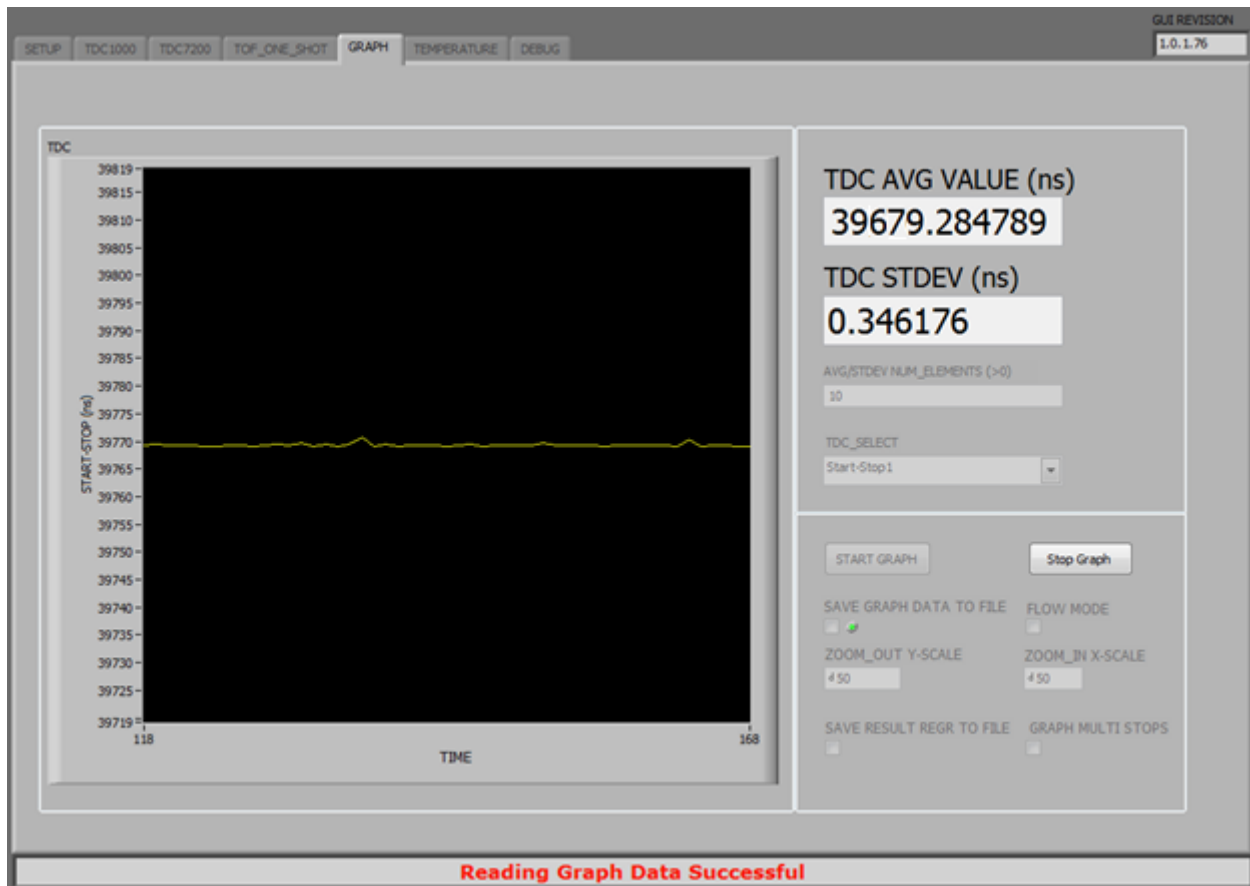 GUI REVISION
1.0.1.76
SETUP TDC1000 TDC7200 TOF_ONE_SHOT GRAPH TEMPERATURE DEBUG
TDC
39819
39815
39810
39805
39800
39795
39790
39785
39780
39775
39770
39765
39760
39755
39750
39745
39740
39735
39730
39725
39719
START-STOP (ns)
118 168
TIME
TDC AVG VALUE (ns)
39679.284789
TDC STDEV (ns)
0.346176
AVG/STDEV NUM_ELEMENTS (>0)
10
TDC_SELECT
Start-Stop1
START GRAPH Stop Graph
SAVE GRAPH DATA TO FILE FLOW MODE
ZOOM_OUT Y-SCALE ZOOM_IN X-SCALE
50 50
SAVE RESULT REGR TO FILE GRAPH MULTI STOPS
Reading Graph Data Successful